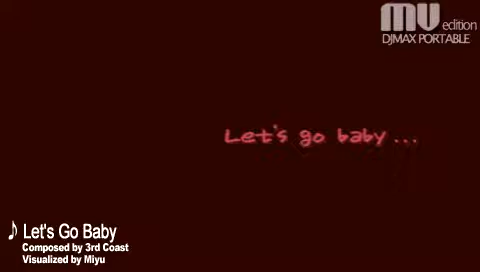 MV edition
DJMAX PORTABLE
Let's go baby...
♪ Let's Go Baby
Composed by 3rd Coast
Visualized by Miyu